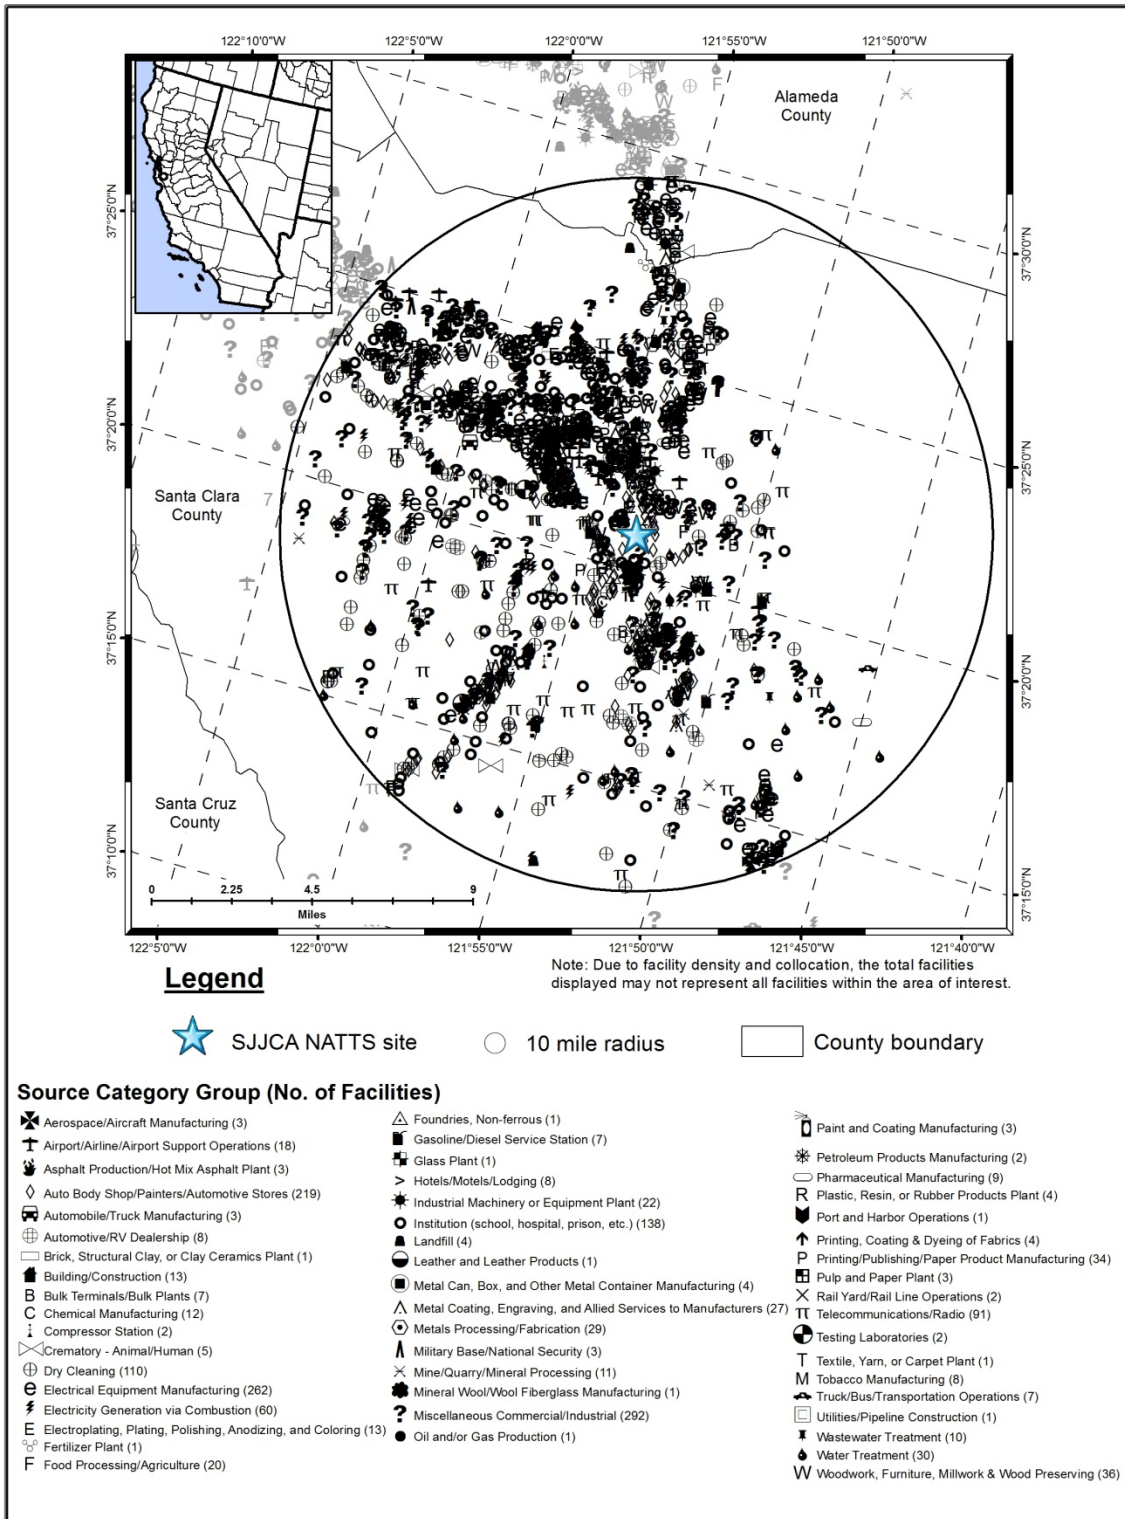 122°10'0"W
122°5'0"W
122°0'0"W
121°55'0"W
121°50'0"W
Alameda
County
37°25'0"N
37°30'0"N
37°20'0"N
37°25'0"N
Santa Clara
County
37°15'0"N
37°20'0"N
Santa Cruz
County
37°10'0"N
37°15'0"N
0 2.25 4.5 9
Miles
122°5'0"W
122°0'0"W
121°55'0"W
121°50'0"W
121°45'0"W
121°40'0"W
Legend
Note: Due to facility density and collocation, the total facilities
displayed may not represent all facilities within the area of interest.
SJJCA NATTS site
10 mile radius
County boundary
Source Category Group (No. of Facilities)
Aerospace/Aircraft Manufacturing (3)
Airport/Airline/Airport Support Operations (18)
Asphalt Production/Hot Mix Asphalt Plant (3)
Auto Body Shop/Painters/Automotive Stores (219)
Automobile/Truck Manufacturing (3)
Automotive/RV Dealership (8)
Brick, Structural Clay, or Clay Ceramics Plant (1)
Building/Construction (13)
B Bulk Terminals/Bulk Plants (7)
C Chemical Manufacturing (12)
Compressor Station (2)
Crematory - Animal/Human (5)
Dry Cleaning (110)
e Electrical Equipment Manufacturing (262)
Electricity Generation via Combustion (60)
E Electroplating, Plating, Polishing, Anodizing, and Coloring (13)
Fertilizer Plant (1)
F Food Processing/Agriculture (20)
Foundries, Non-ferrous (1)
Gasoline/Diesel Service Station (7)
Glass Plant (1)
> Hotels/Motels/Lodging (8)
Industrial Machinery or Equipment Plant (22)
Institution (school, hospital, prison, etc.) (138)
Landfill (4)
Leather and Leather Products (1)
Metal Can, Box, and Other Metal Container Manufacturing (4)
Metal Coating, Engraving, and Allied Services to Manufacturers (27)
Metals Processing/Fabrication (29)
Military Base/National Security (3)
Mine/Quarry/Mineral Processing (11)
Mineral Wool/Wool Fiberglass Manufacturing (1)
? Miscellaneous Commercial/Industrial (292)
Oil and/or Gas Production (1)
Paint and Coating Manufacturing (3)
Petroleum Products Manufacturing (2)
Pharmaceutical Manufacturing (9)
R Plastic, Resin, or Rubber Products Plant (4)
Port and Harbor Operations (1)
Printing, Coating & Dyeing of Fabrics (4)
P Printing/Publishing/Paper Product Manufacturing (34)
Pulp and Paper Plant (3)
Rail Yard/Rail Line Operations (2)
π Telecommunications/Radio (91)
Testing Laboratories (2)
T Textile, Yarn, or Carpet Plant (1)
M Tobacco Manufacturing (8)
Truck/Bus/Transportation Operations (7)
Utilities/Pipeline Construction (1)
Wastewater Treatment (10)
Water Treatment (30)
W Woodwork, Furniture, Millwork & Wood Preserving (36)